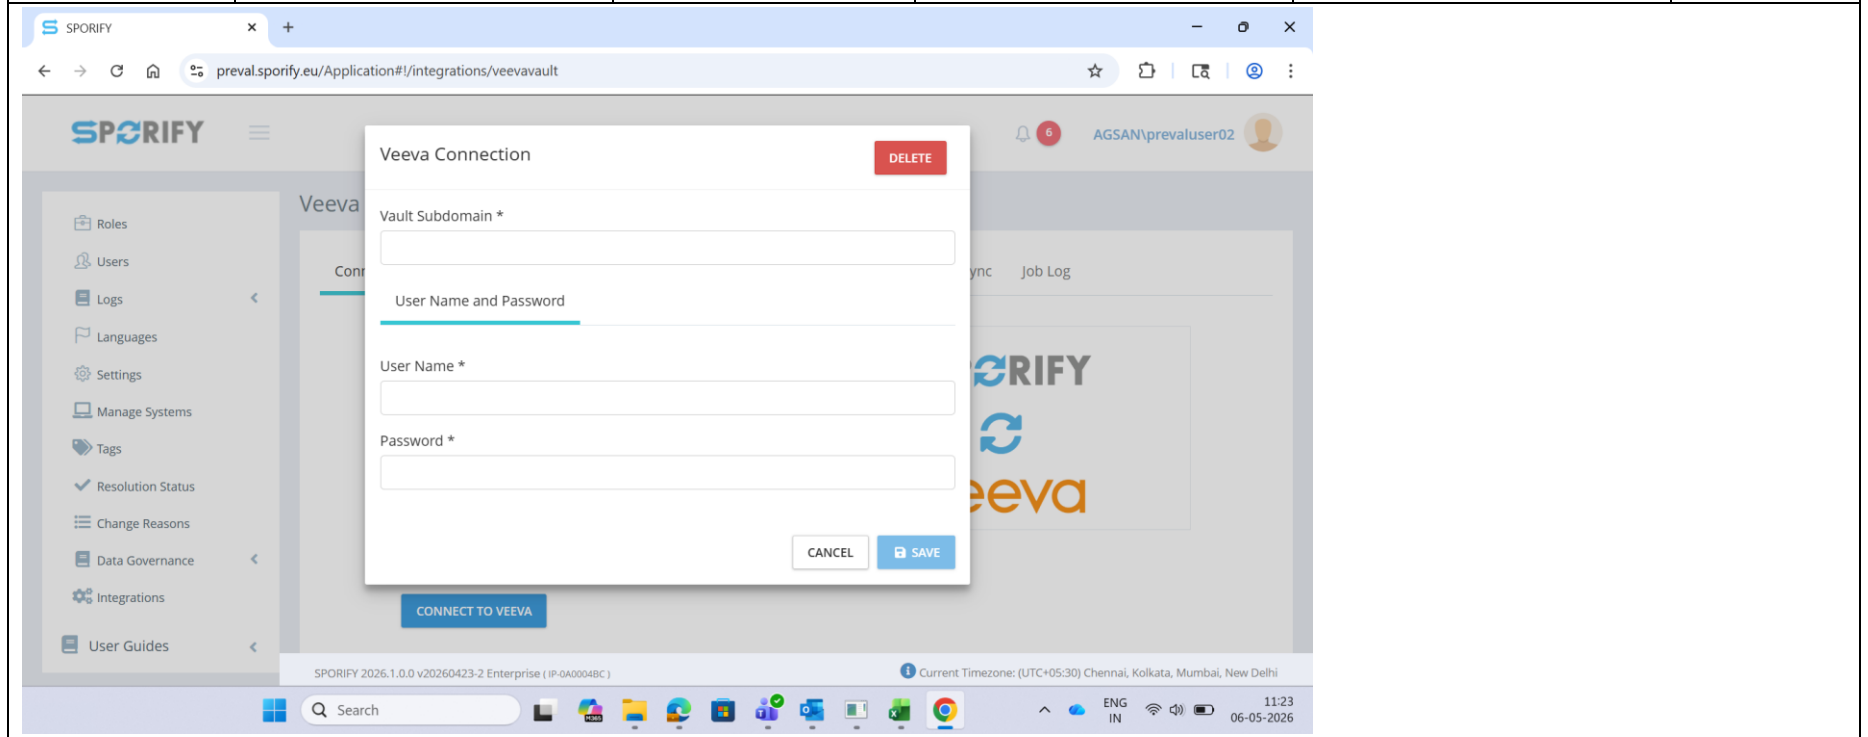 SPORIFY
preval.sporify.eu/Application#!/integrations/veevavault
SPORIFY
6
AGSAN\prevaluser02
Veeva Connection
DELETE
Veeva
Vault Subdomain *
Roles
Users
Logs
Languages
Settings
Manage Systems
Tags
Resolution Status
Change Reasons
Data Governance
Integrations
User Guides
Conn
ync
Job Log
User Name and Password
User Name *
Password *
ORIFY
eeva
CANCEL
SAVE
CONNECT TO VEEVA
SPORIFY 2026.1.0.0 v20260423-2 Enterprise ( IP-0A0004BC )
Current Timezone: (UTC+05:30) Chennai, Kolkata, Mumbai, New Delhi
Search
M365
ENG
IN
11:23
06-05-2026